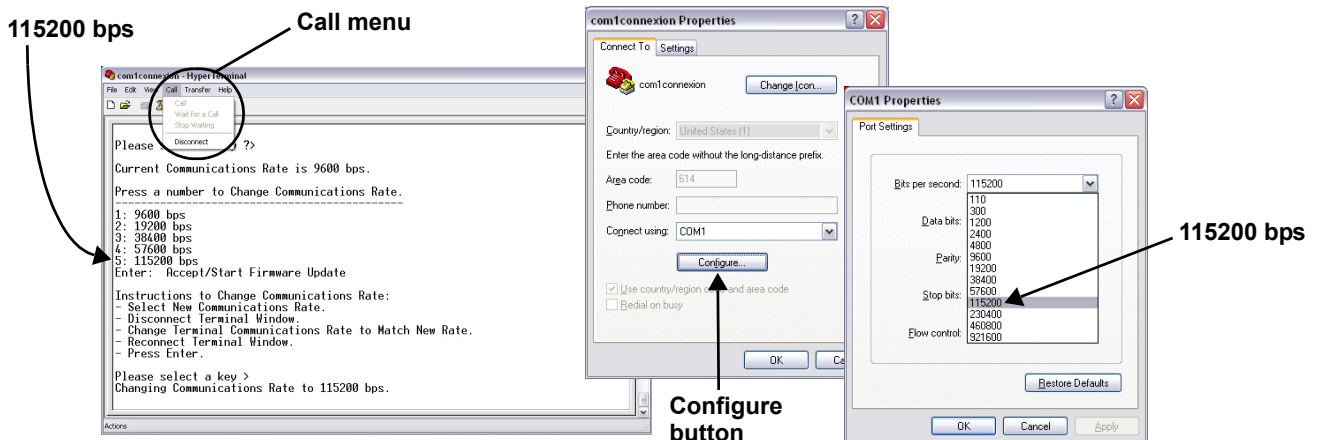 115200 bps
Call menu
com1connexion - HyperTerminal
File Edit View Call Transfer Help
Call
Wait for a Call
Stop Waiting
Disconnect
Please ?>
Current Communications Rate is 9600 bps.
Press a number to Change Communications Rate.
1: 9600 bps
2: 19200 bps
3: 38400 bps
4: 57600 bps
5: 115200 bps
Enter: Accept/Start Firmware Update
Instructions to Change Communications Rate:
- Select New Communications Rate.
- Disconnect Terminal Window.
- Change Terminal Communications Rate to Match New Rate.
- Reconnect Terminal Window.
- Press Enter.
Please select a key >
Changing Communications Rate to 115200 bps.
Actions
com1connexion Properties
Connect To Settings
com1connexion Change Icon...
Country/region: United States (1)
Enter the area code without the long-distance prefix.
Area code: 614
Phone number:
Connect using: COM1
Configure...
Use country/region code and area code
Redial on busy
OK
Configure
button
COM1 Properties
Port Settings
Bits per second: 115200
110
300
Data bits: 1200
2400
4800
Parity: 9600
19200
38400
Stop bits: 57600
115200
230400
460800
Flow control: 921600
Restore Defaults
OK Cancel Apply
115200 bps